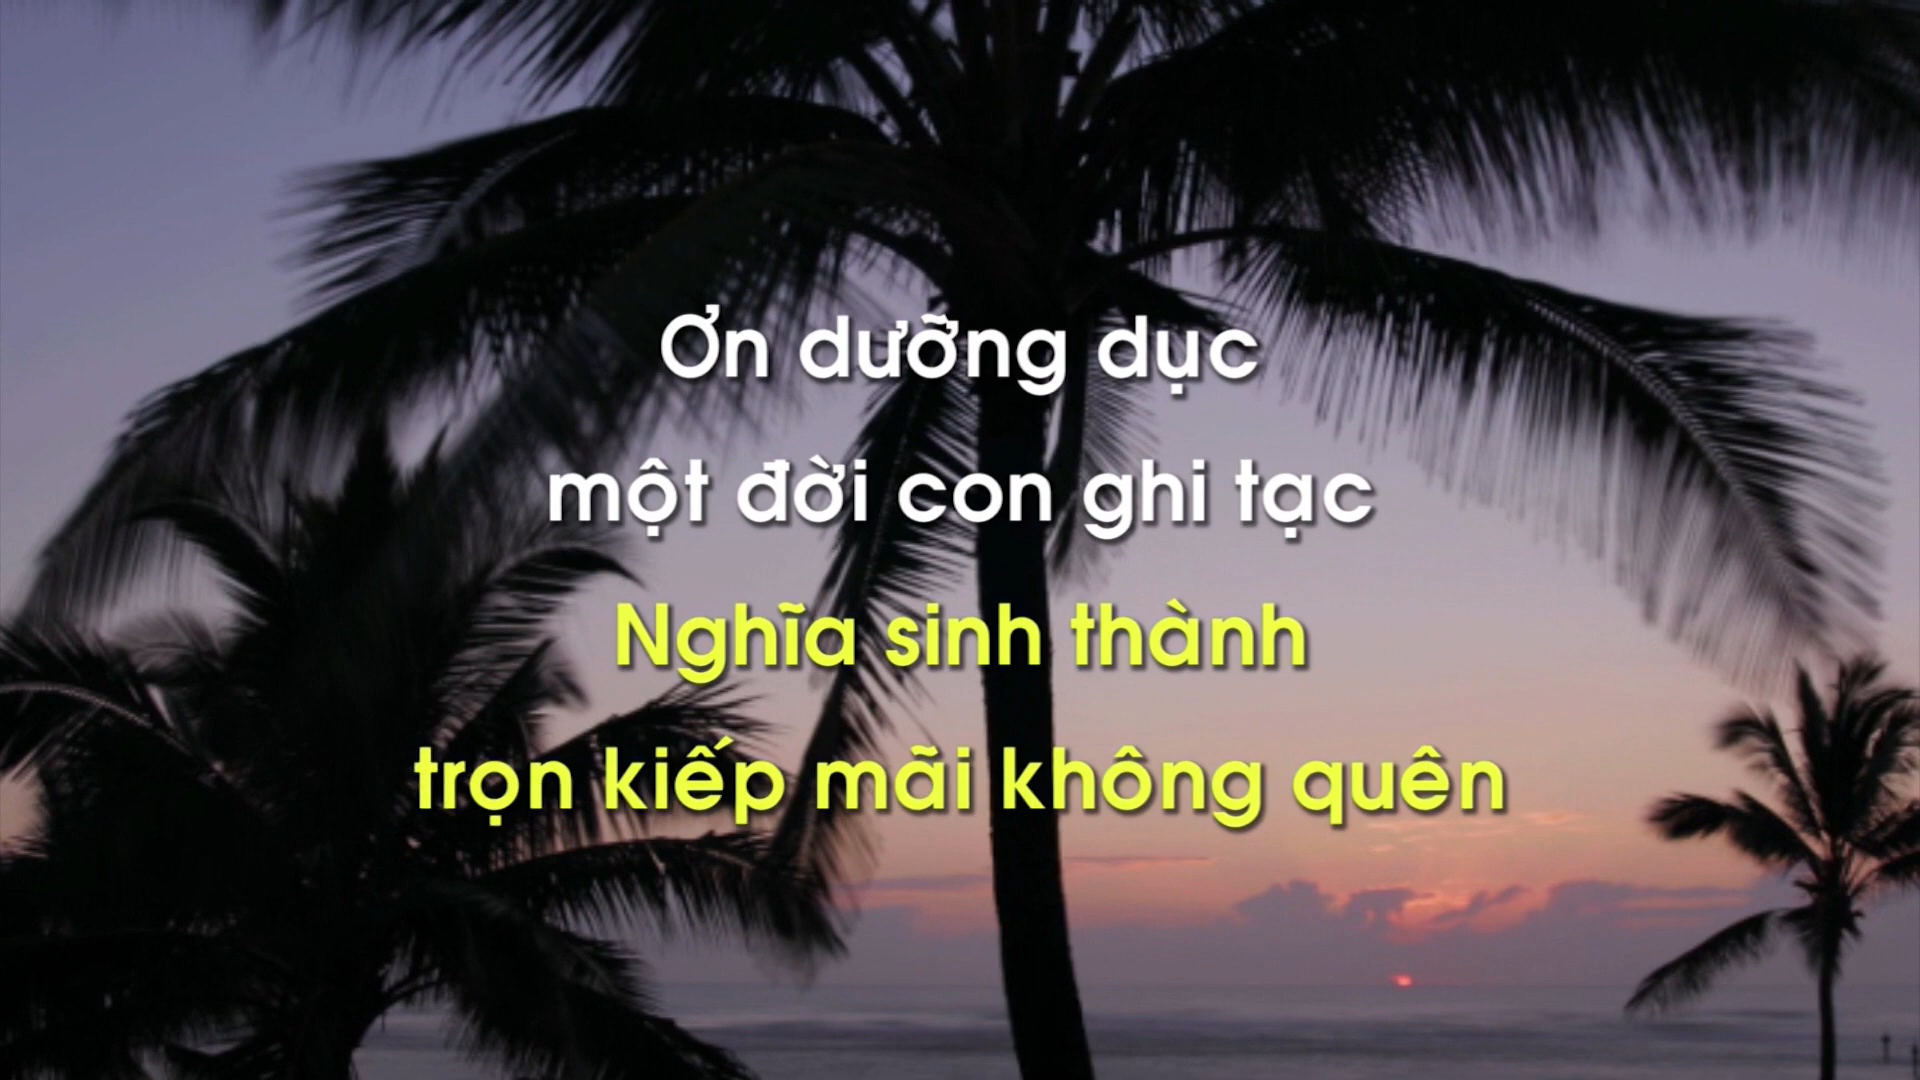 Ơn dưỡng dục
một đời con ghi tạc
Nghĩa sinh thành
trọn kiếp mãi không quên